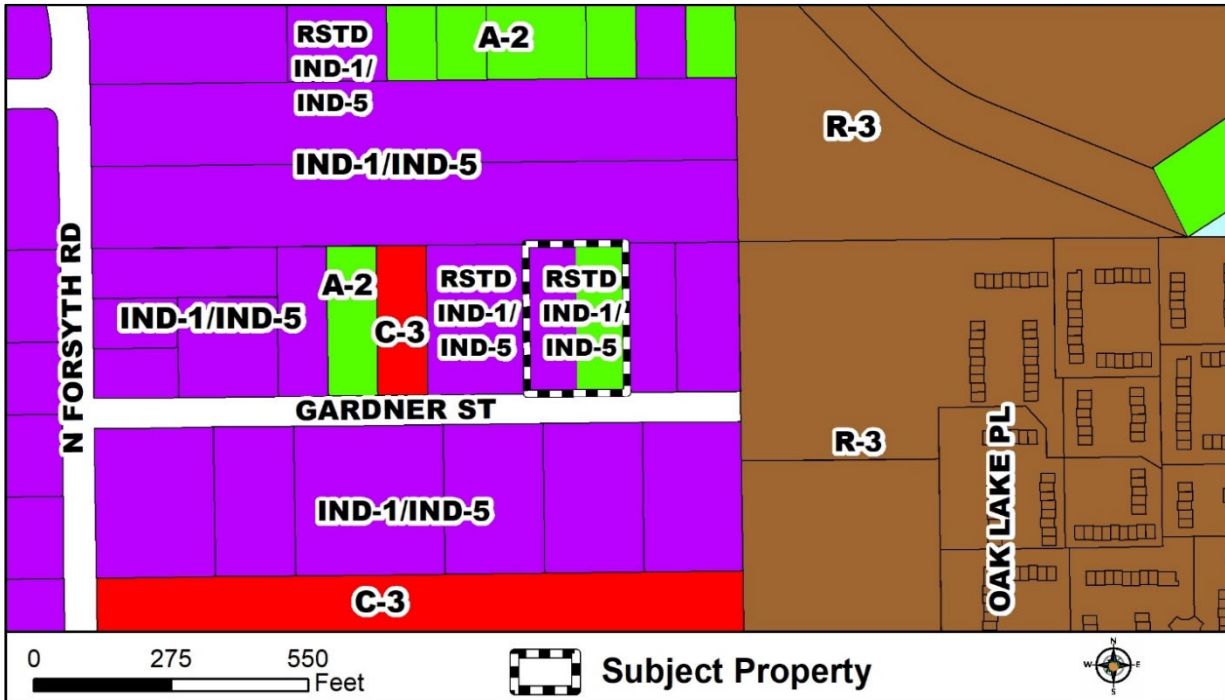 RSTD
IND-1/
IND-5
A-2
R-3
IND-1/IND-5
N FORSYTH RD
A-2
IND-1/IND-5
C-3
RSTD
IND-1/
IND-5
RSTD
IND-1/
IND-5
GARDNER ST
R-3
IND-1/IND-5
OAK LAKE PL
C-3
0 275 550
Feet
Subject Property
N
W E
S